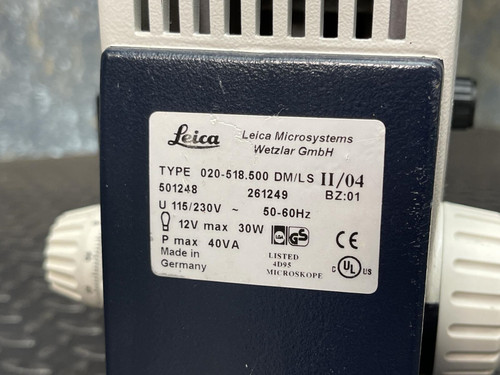 Leica Leica Microsystems
Wetzlar GmbH
TYPE 020-518.500 DM/LS II/04
501248 261249 BZ:01
U 115/230V ~ 50-60Hz
12V max 30W GS
P max 40VA CE
Made in
Germany
LISTED
4D95
MICROSKOPE
C UL US